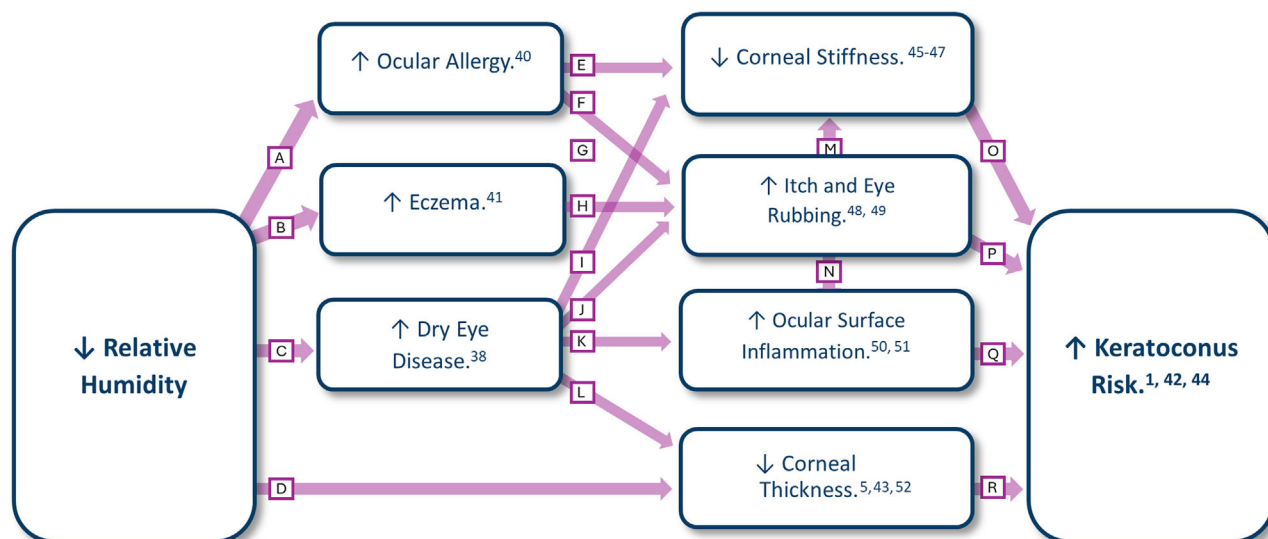 ↓ Relative
Humidity
A
B
C
D
↑ Ocular Allergy.40
↑ Eczema.41
↑ Dry Eye
Disease.38
E
F
G
H
I
J
K
L
↓ Corneal Stiffness.45-47
M
↑ Itch and Eye
Rubbing.48, 49
N
↑ Ocular Surface
Inflammation.50, 51
↓ Corneal
Thickness.5,43,52
O
P
Q
R
↑ Keratoconus
Risk.1, 42, 44